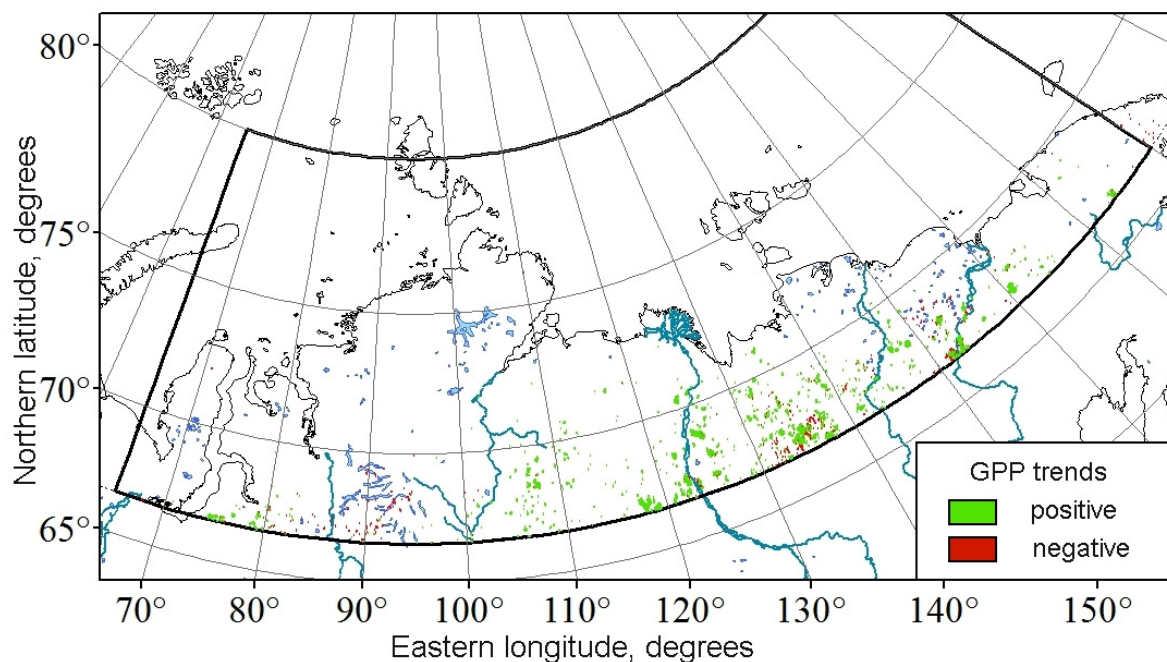 80°
75°
70°
65°
Northern latitude, degrees
GPP trends
positive
negative
70° 80° 90° 100° 110° 120° 130° 140° 150°
Eastern longitude, degrees